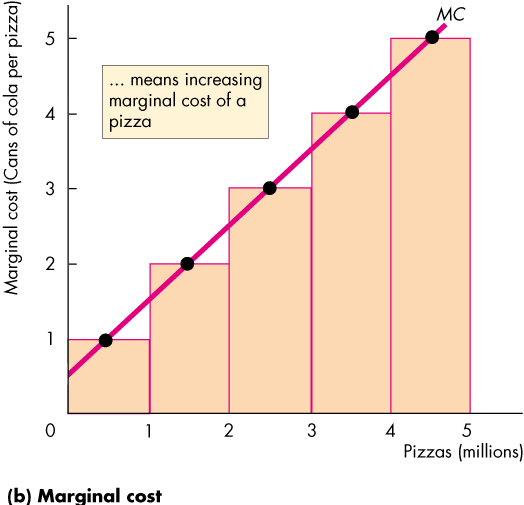 MC
Marginal cost (Cans of cola per pizza)
5
4
3
2
1
... means increasing
marginal cost of a
pizza
0 1 2 3 4 5
Pizzas (millions)
(b) Marginal cost